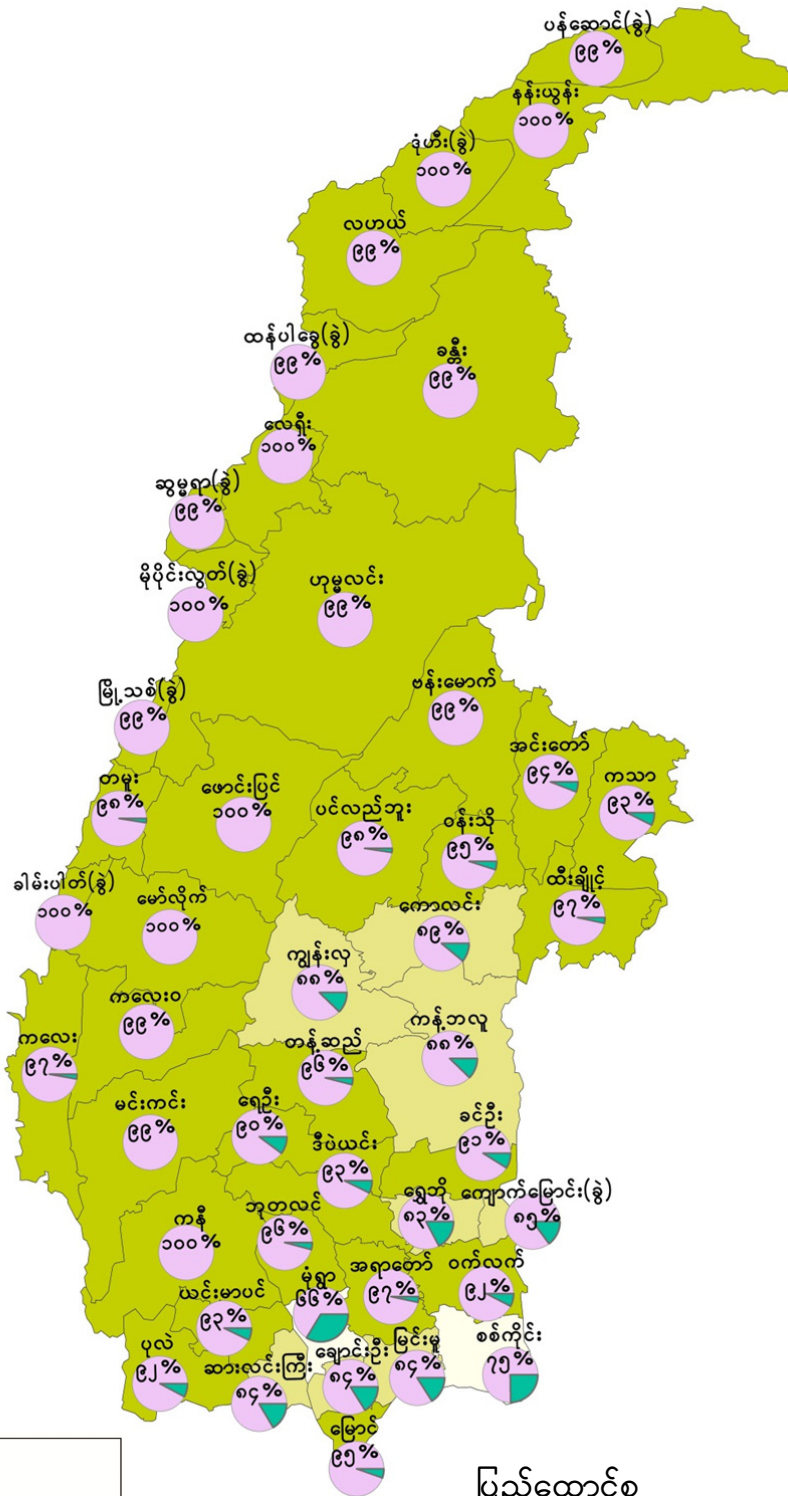 ပန်ဆောင်(ခွဲ)
၉၉%
နန်းယွန်း
၁၀၀%
ဒုံဟီး(ခွဲ)
၁၀၀%
လဟယ်
၉၉%
ထန်ပါခွေ(ခွဲ)
၉၉%
ခန္တီး
၉၉%
လေရှီး
၁၀၀%
ဆွမ္မရာ(ခွဲ)
၉၉%
မိုပိုင်းလွတ်(ခွဲ)
၁၀၀%
ဟုမ္မလင်း
၉၉%
ဗန်းမောက်
၉၉%
မြို့သစ်(ခွဲ)
၉၉%
အင်းတော်
၉၄%
ကသာ
၉၃%
တမူး
၉၈%
ဖောင်းပြင်
၁၀၀%
ပင်လည်ဘူး
၉၈%
ဝန်းသို
၉၅%
ထီးချိုင့်
၉၇%
ခါမ်းပါတ်(ခွဲ)
၁၀၀%
မော်လိုက်
၁၀၀%
ကောလင်း
၈၉%
ကျွန်းလှ
၈၈%
ကလေးဝ
၉၉%
ကန့်ဘလူ
၈၈%
ကလေး
၉၇%
တန့်ဆည်
၉၆%
မင်းကင်း
၉၉%
ရေဦး
၉၀%
ခင်ဦး
၉၁%
ဒီပဲယင်း
၉၃%
ရွှေဘို
၈၃%
ကျောက်မြောင်း(ခွဲ)
၈၅%
ကနီ
၁၀၀%
ဘုတလင်
၉၆%
အရာတော်
၉၇%
ဝက်လက်
၉၂%
မုံရွာ
၆၆%
ယင်းမာပင်
၉၃%
ပုလဲ
၉၂%
ဆားလင်းကြီး
၈၄%
ချောင်းဦး
၈၄%
မြင်းမူ
၈၄%
စစ်ကိုင်း
၇၅%
မြောင်
၉၅%
ပြည်ထောင်စု